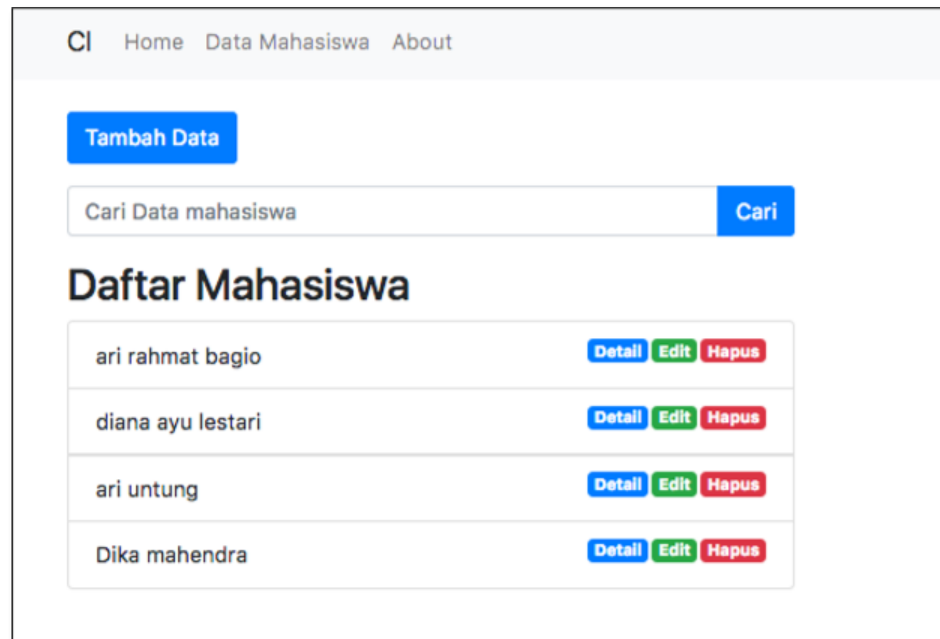 CI Home Data Mahasiswa About
Tambah Data
Cari Data mahasiswa Cari
Daftar Mahasiswa
ari rahmat bagio Detail Edit Hapus
diana ayu lestari Detail Edit Hapus
ari untung Detail Edit Hapus
Dika mahendra Detail Edit Hapus